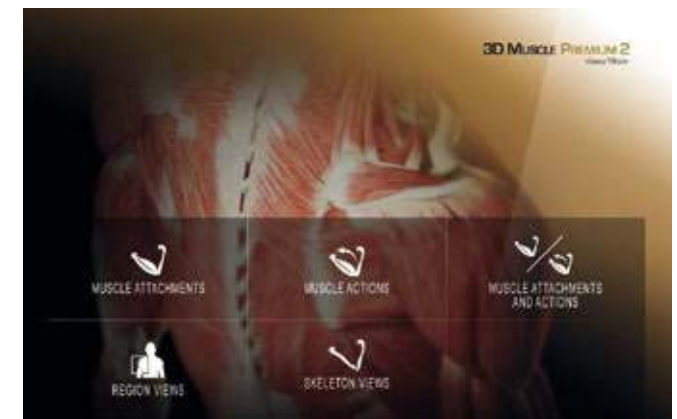 3D MUSCLE PREMIUM 2
MUSCLE ATTACHMENTS
MUSCLE ACTIONS
MUSCLE ATTACHMENTS
AND ACTIONS
REGION VIEWS
SKELETON VIEWS